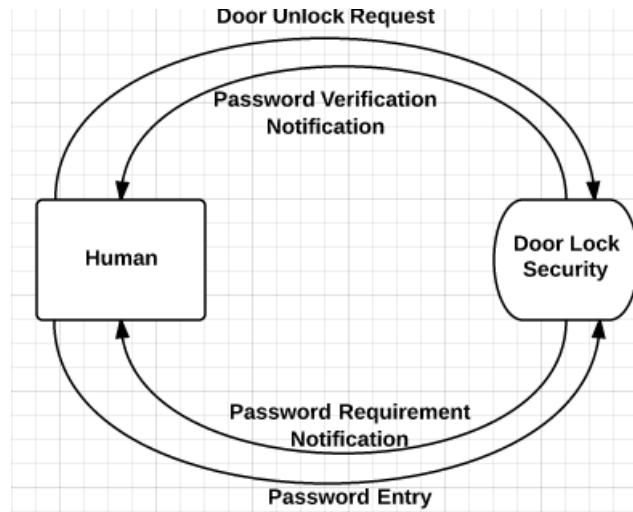 Door Unlock Request
Password Verification
Notification
Human
Door Lock
Security
Password Requirement
Notification
Password Entry